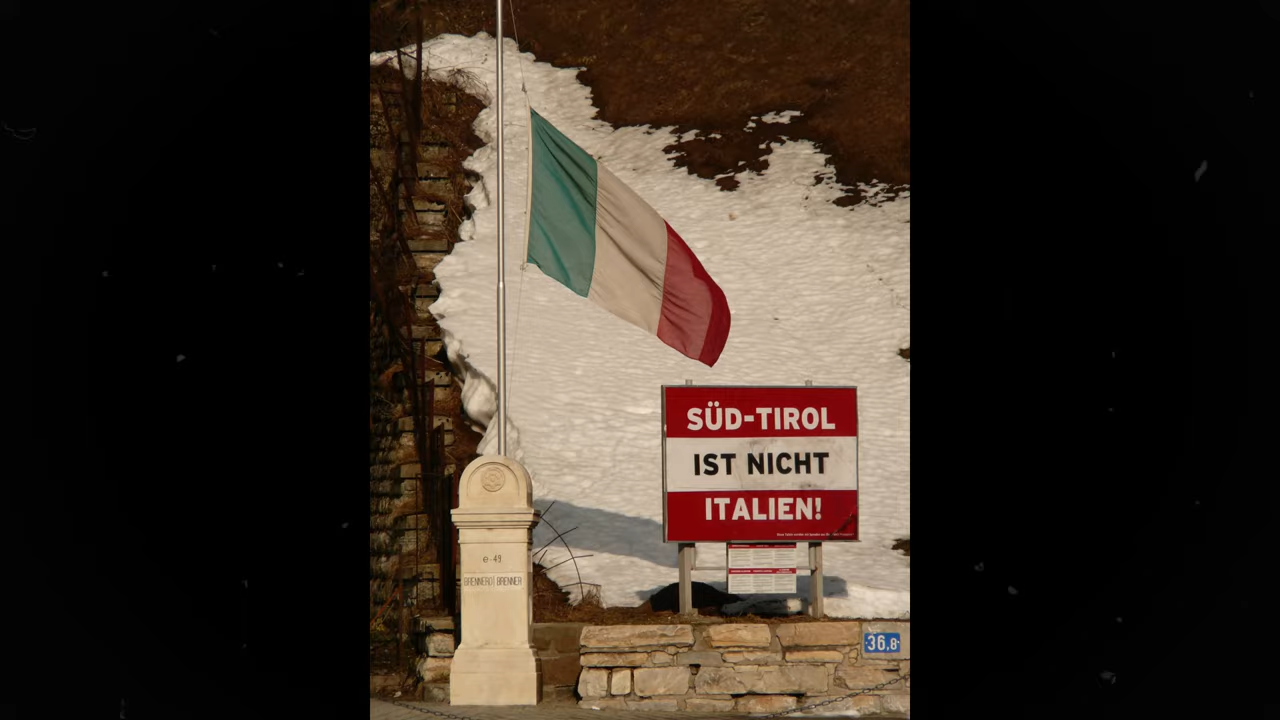 SÜD-TIROL
IST NICHT
ITALIEN!
e-49
BRENNERO BRENNER
36,8